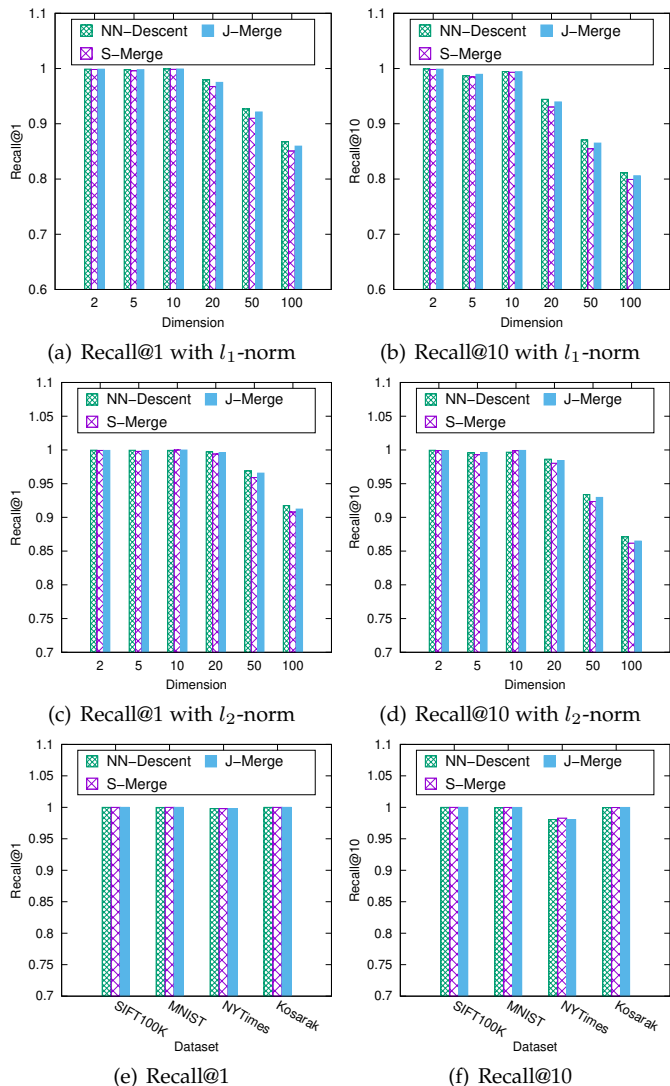 1.1
NN-Descent J-Merge
S-Merge
1
0.9
0.8
0.7
0.6
Recall@1
2 5 10 20 50 100
Dimension
(a) Recall@1 with l1-norm
1.1
NN-Descent J-Merge
S-Merge
1
0.9
0.8
0.7
0.6
Recall@10
2 5 10 20 50 100
Dimension
(b) Recall@10 with l1-norm
1.1
NN-Descent J-Merge
1.05
S-Merge
1
0.95
0.9
0.85
0.8
0.75
0.7
Recall@1
2 5 10 20 50 100
Dimension
(c) Recall@1 with l2-norm
1.1
NN-Descent J-Merge
1.05
S-Merge
1
0.95
0.9
0.85
0.8
0.75
0.7
Recall@10
2 5 10 20 50 100
Dimension
(d) Recall@10 with l2-norm
1.1
NN-Descent J-Merge
1.05
S-Merge
1
0.95
0.9
0.85
0.8
0.75
0.7
Recall@1
SIFT100K MNIST NYTimes Kosarak
Dataset
(e) Recall@1
1.1
NN-Descent J-Merge
1.05
S-Merge
1
0.95
0.9
0.85
0.8
0.75
0.7
Recall@10
SIFT100K MNIST NYTimes Kosarak
Dataset
(f) Recall@10